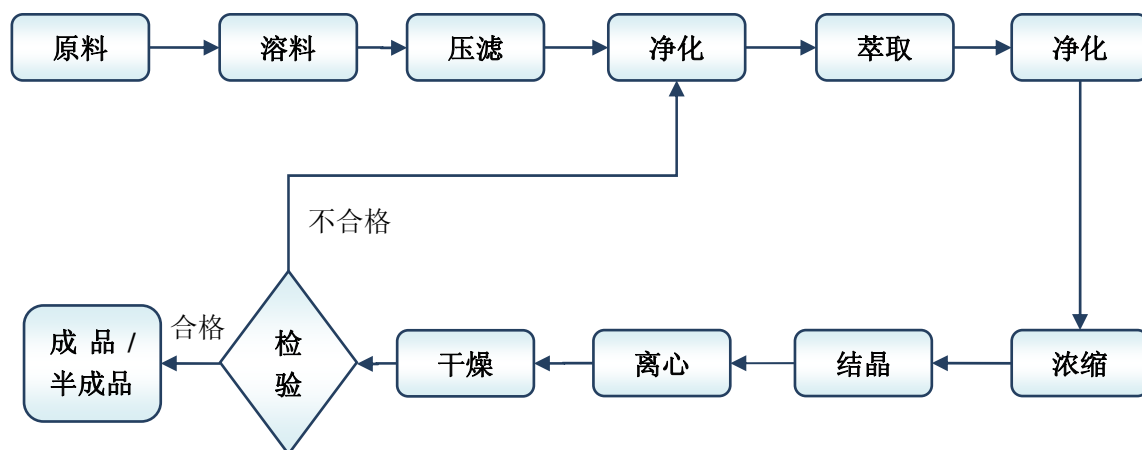 原料
溶料
压滤
净化
萃取
净化
不合格
成 品 /
半成品
合格
检
验
干燥
离心
结晶
浓缩